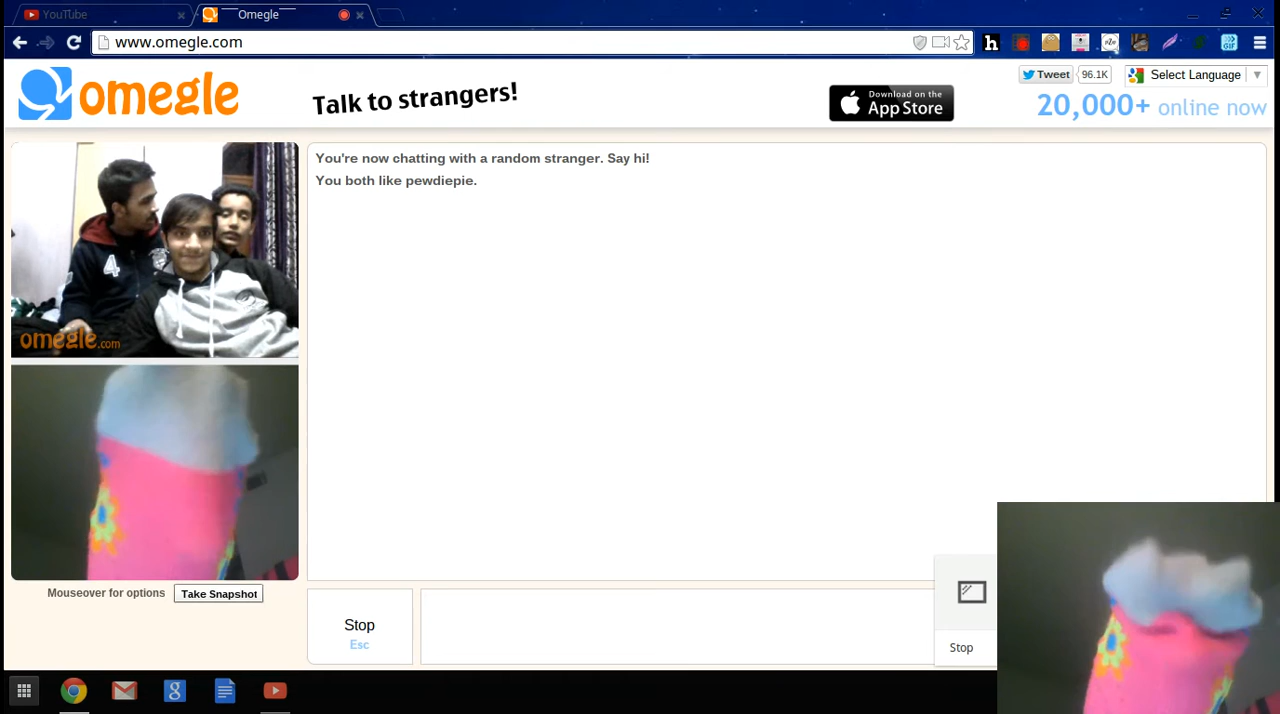 YouTube
Omegle
www.omegle.com
omegle
Talk to strangers!
Download on the
App Store
Tweet
96.1K
Select Language
20,000+ online now
You're now chatting with a random stranger. Say hi!
You both like pewdiepie.
4
omegle.com
Mouseover for options
Take Snapshot
Stop
Esc
Stop